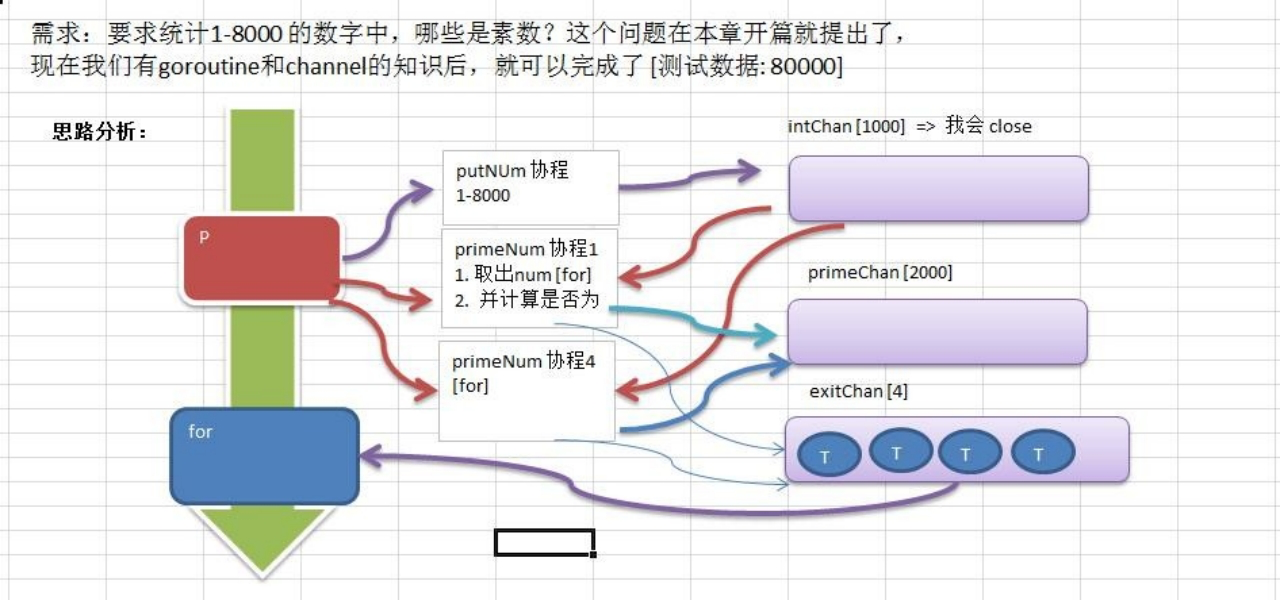 需求：要求统计1-8000 的数字中，哪些是素数？这个问题在本章开篇就提出了，
现在我们有goroutine和channel的知识后，就可以完成了 [测试数据: 80000]
思路分析：
P
for
putNUm 协程
1-8000
primeNum 协程1
1. 取出num [for]
2. 并计算是否为
primeNum 协程4
[for]
intChan [1000] => 我会 close
primeChan [2000]
exitChan [4]
T T T T